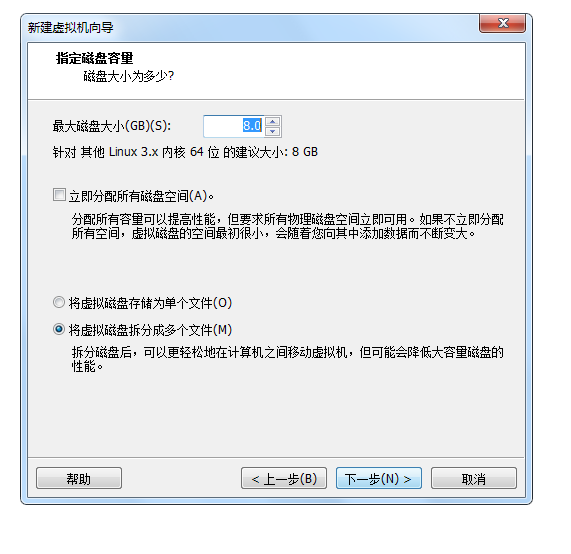 新建虚拟机向导
指定磁盘容量
磁盘大小为多少?
最大磁盘大小(GB)(S): 8.0
针对 其他 Linux 3.x 内核 64 位 的建议大小: 8 GB
立即分配所有磁盘空间(A)。
分配所有容量可以提高性能，但要求所有物理磁盘空间立即可用。如果不立即分配
所有空间，虚拟磁盘的空间最初很小，会随着您向其中添加数据而不断变大。
将虚拟磁盘存储为单个文件(O)
将虚拟磁盘拆分成多个文件(M)
拆分磁盘后，可以更轻松地在计算机之间移动虚拟机，但可能会降低大容量磁盘的
性能。
帮助 < 上一步(B) 下一步(N) > 取消